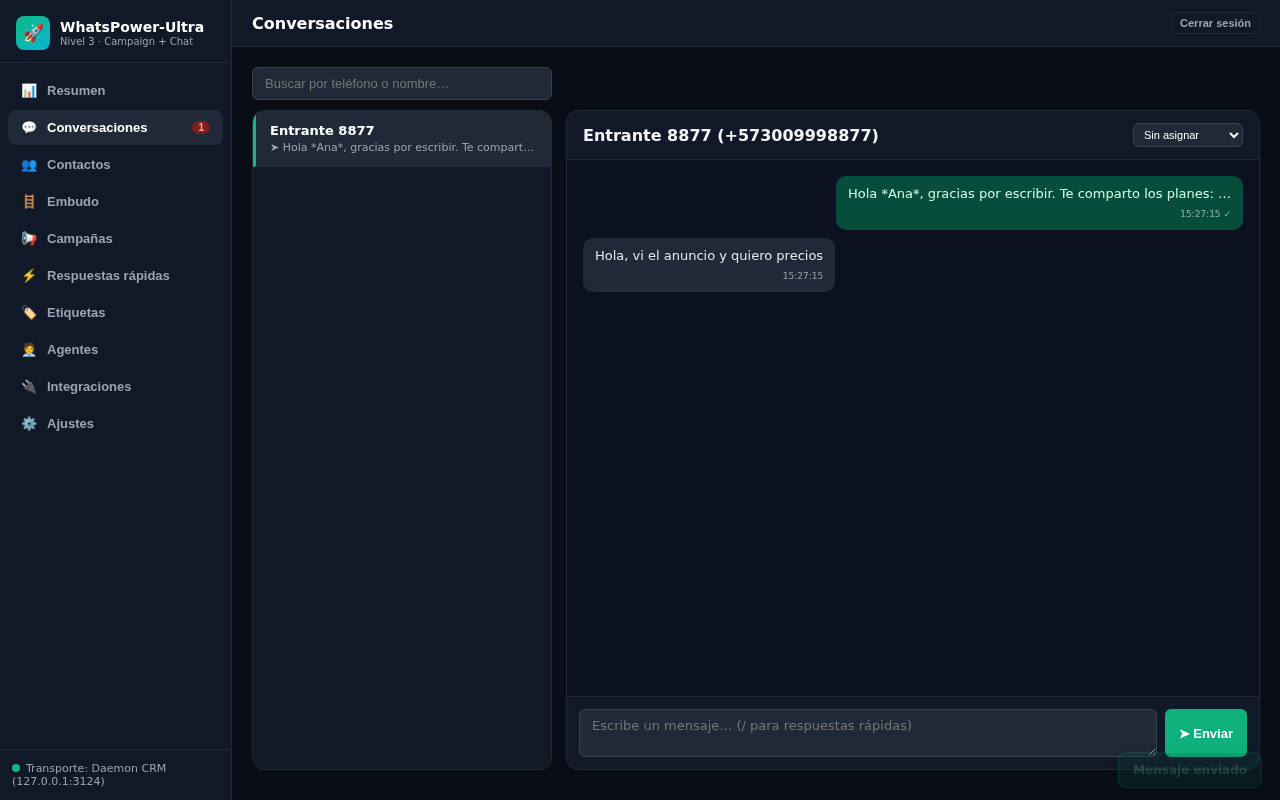 WhatsPower-Ultra
Nivel 3 · Campaign + Chat
Resumen
Conversaciones
1
Contactos
Embudo
Campañas
Respuestas rápidas
Etiquetas
Agentes
Integraciones
Ajustes
Transporte: Daemon CRM
(127.0.0.1:3124)
Conversaciones
Cerrar sesión
Buscar por teléfono o nombre…
Entrante 8877
➤ Hola *Ana*, gracias por escribir. Te compart…
Entrante 8877 (+573009998877)
Sin asignar
Hola *Ana*, gracias por escribir. Te comparto los planes: …
15:27:15 ✓
Hola, vi el anuncio y quiero precios
15:27:15
Escribe un mensaje… (/ para respuestas rápidas)
➤ Enviar
Mensaje enviado